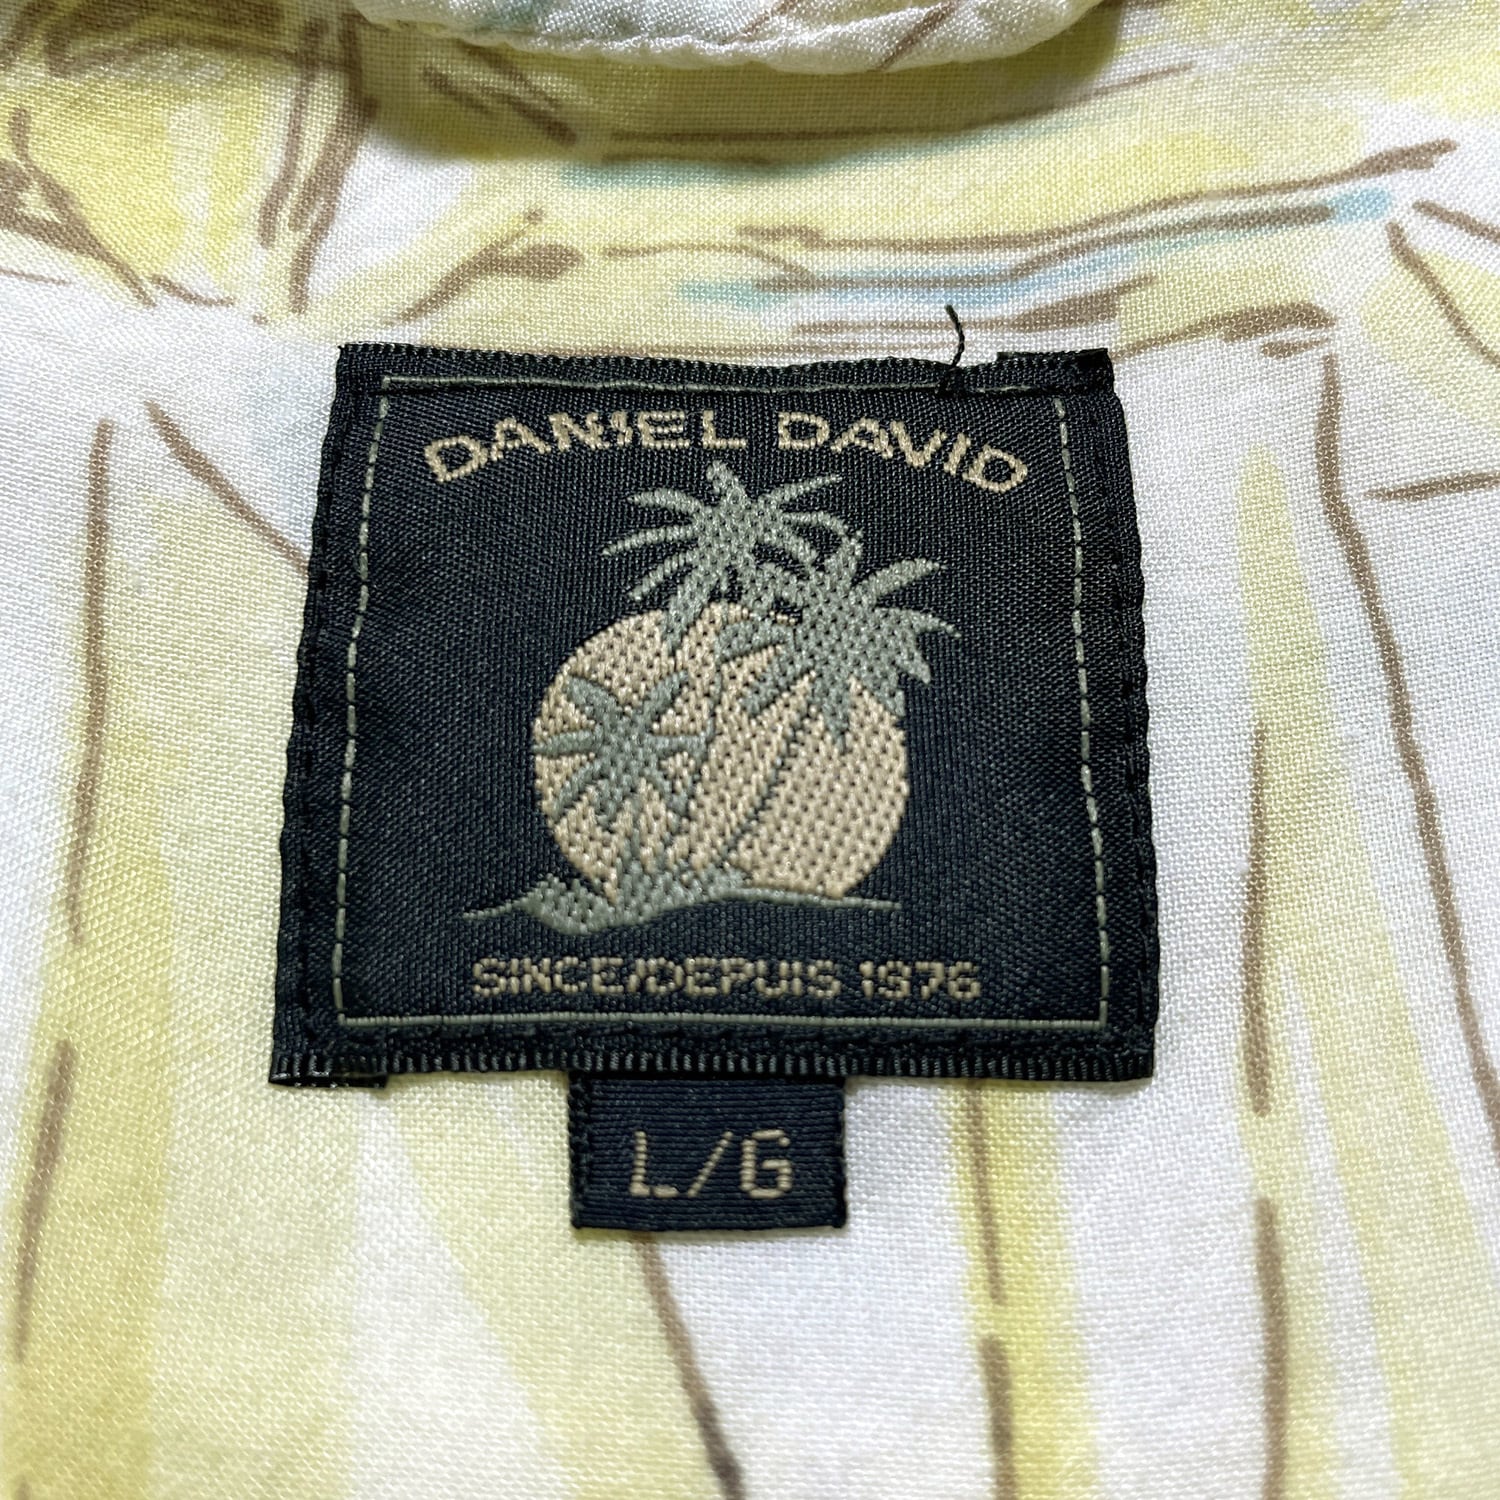 DANIEL DAVID
SINCE/DEPUIS 1976
L/G